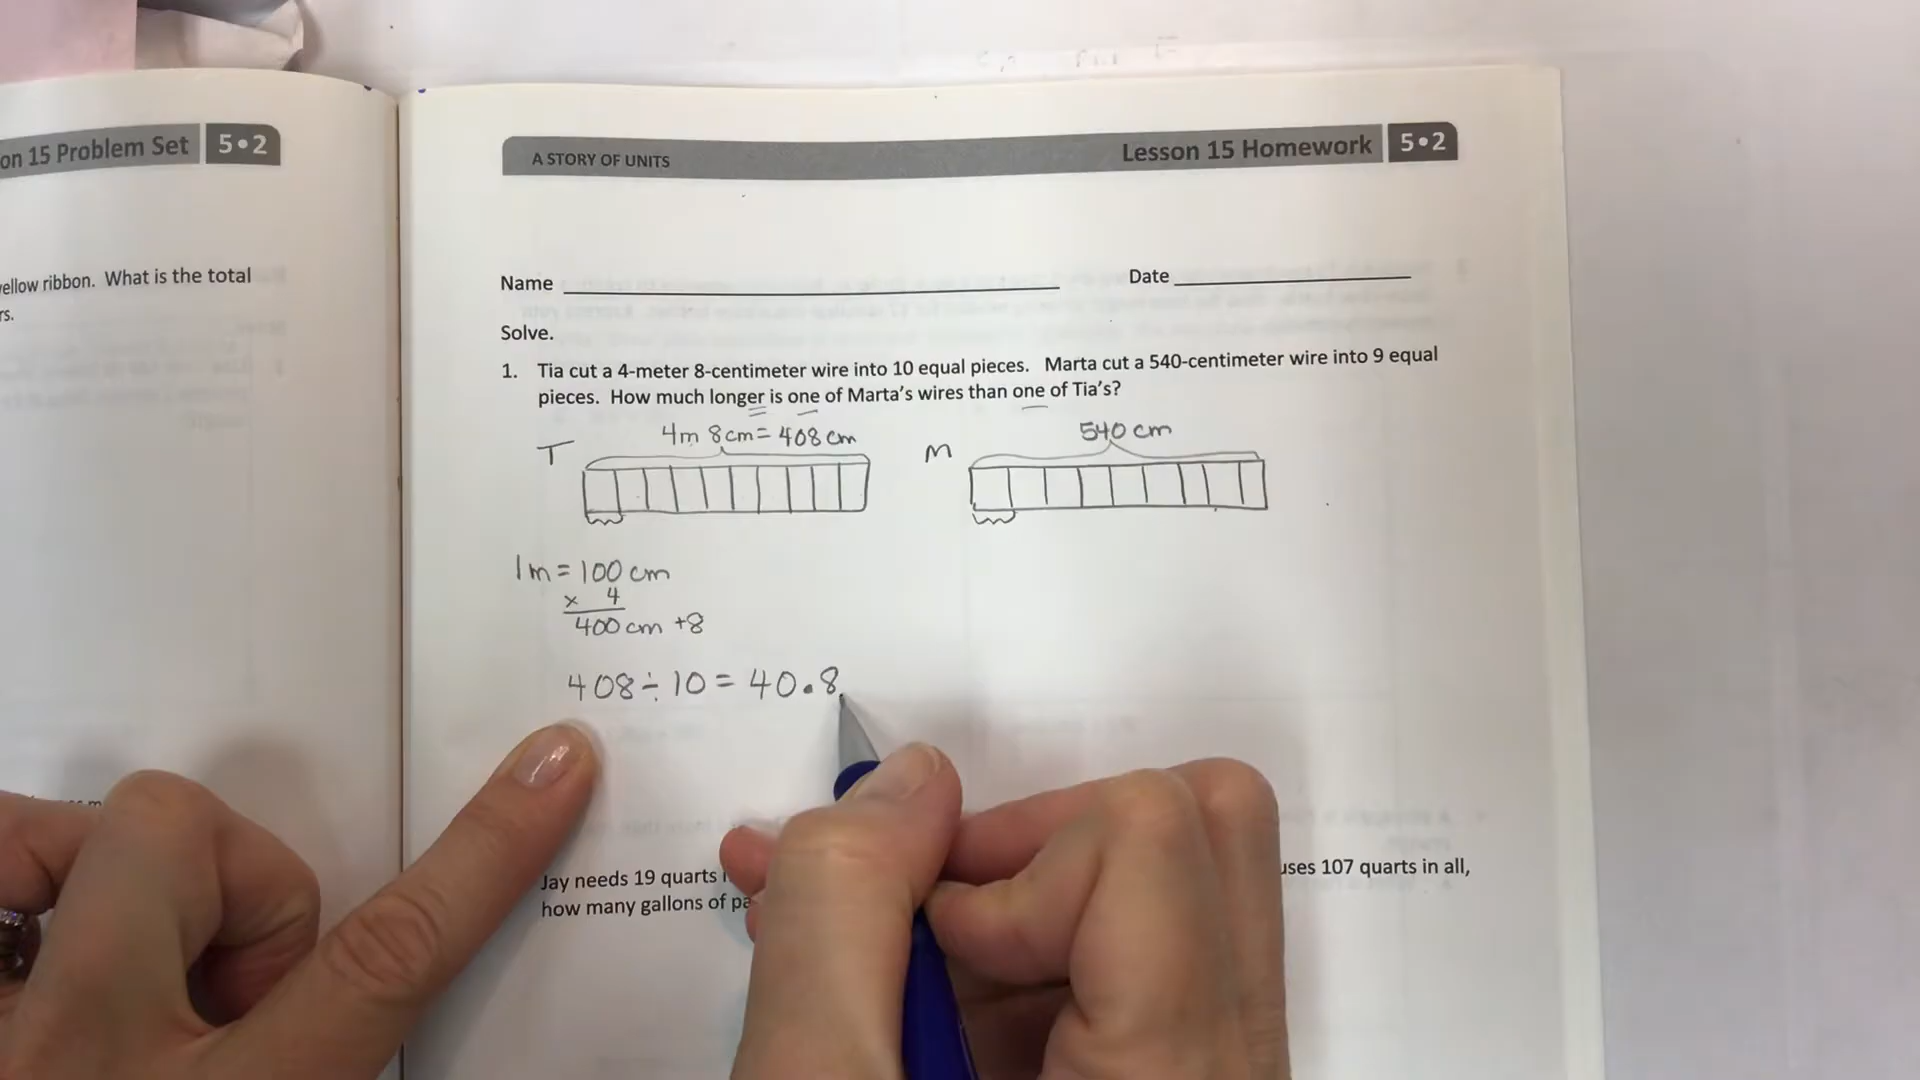 on 15 Problem Set 5•2
yellow ribbon. What is the total
rs.
A STORY OF UNITS
Lesson 15 Homework 5•2
Name
Date
Solve.
1. Tia cut a 4-meter 8-centimeter wire into 10 equal pieces. Marta cut a 540-centimeter wire into 9 equal
pieces. How much longer is one of Marta's wires than one of Tia's?
T 4m 8cm = 408 cm
M 540 cm
1m = 100 cm
x 4
400 cm +8
408 ÷ 10 = 40.8
Jay needs 19 quarts uses 107 quarts in all,
how many gallons of pa